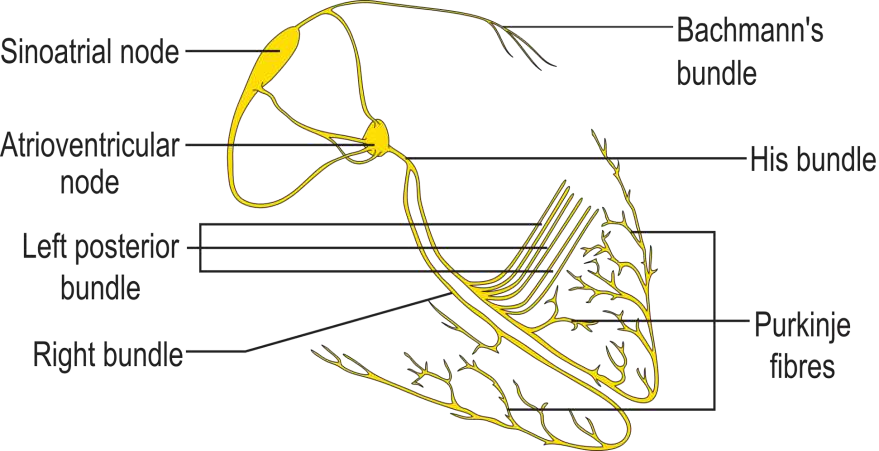 Sinoatrial node
Bachmann's
bundle
Atrioventricular
node
His bundle
Left posterior
bundle
Right bundle
Purkinje
fibres